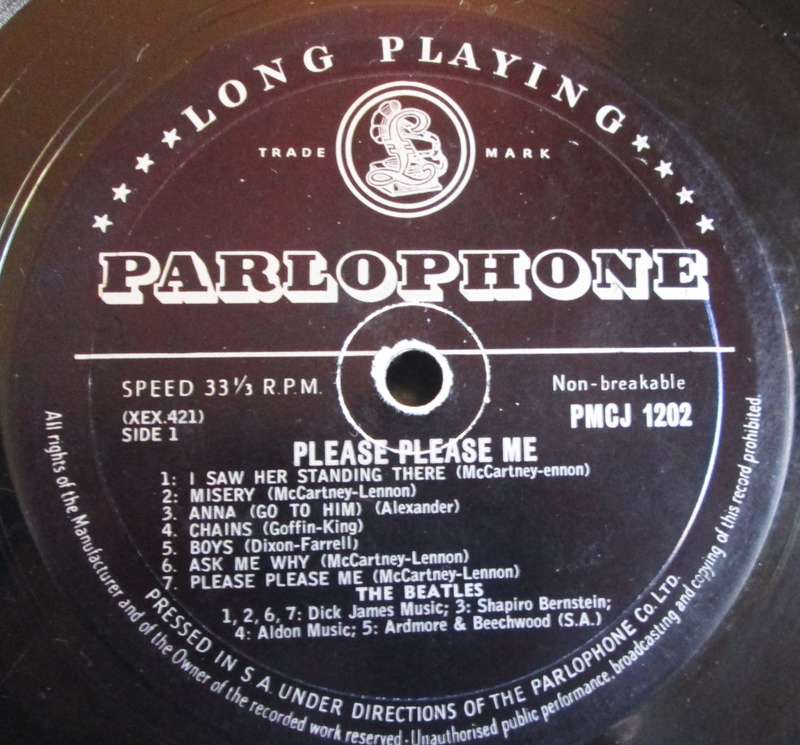 LONG PLAYING
TRADE MARK
£
PARLOPHONE
SPEED 33⅓ R.P.M.
Non-breakable
(XEX.421)
PMCJ 1202
SIDE 1
PLEASE PLEASE ME
1: I SAW HER STANDING THERE (McCartney-ennon)
2: MISERY (McCartney-Lennon)
3. ANNA (GO TO HIM) (Alexander)
4. CHAINS (Goffin-King)
5. BOYS (Dixon-Farrell)
6. ASK ME WHY (McCartney-Lennon)
7. PLEASE PLEASE ME (McCartney-Lennon)
THE BEATLES
1, 2, 6, 7: Dick James Music; 3: Shapiro Bernstein;
4: Aldon Music; 5: Ardmore & Beechwood (S.A.)
PRESSED IN S.A. UNDER DIRECTIONS OF THE PARLOPHONE Co. LTD.
All rights of the Manufacturer and of the Owner of the recorded work reserved-Unauthorised public performance, broadcasting and copying of this record prohibited.